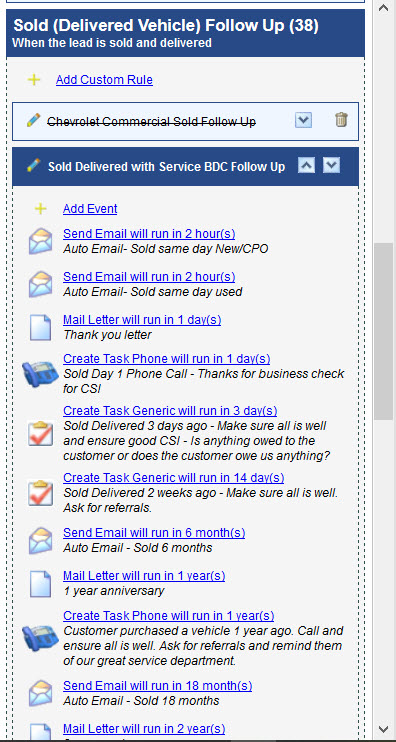 Sold (Delivered Vehicle) Follow Up (38)
When the lead is sold and delivered
Add Custom Rule
Chevrolet Commercial Sold Follow Up
Sold Delivered with Service BDC Follow Up
Add Event
Send Email will run in 2 hour(s)
Auto Email- Sold same day New/CPO
Send Email will run in 2 hour(s)
Auto Email- Sold same day used
Mail Letter will run in 1 day(s)
Thank you letter
Create Task Phone will run in 1 day(s)
Sold Day 1 Phone Call - Thanks for business check
for CSI
Create Task Generic will run in 3 day(s)
Sold Delivered 3 days ago - Make sure all is well
and ensure good CSI - Is anything owed to the
customer or does the customer owe us anything?
Create Task Generic will run in 14 day(s)
Sold Delivered 2 weeks ago - Make sure all is well.
Ask for referrals.
Send Email will run in 6 month(s)
Auto Email - Sold 6 months
Mail Letter will run in 1 year(s)
1 year anniversary
Create Task Phone will run in 1 year(s)
Customer purchased a vehicle 1 year ago. Call and
ensure all is well. Ask for referrals and remind them
of our great service department.
Send Email will run in 18 month(s)
Auto Email - Sold 18 months
Mail Letter will run in 2 year(s)